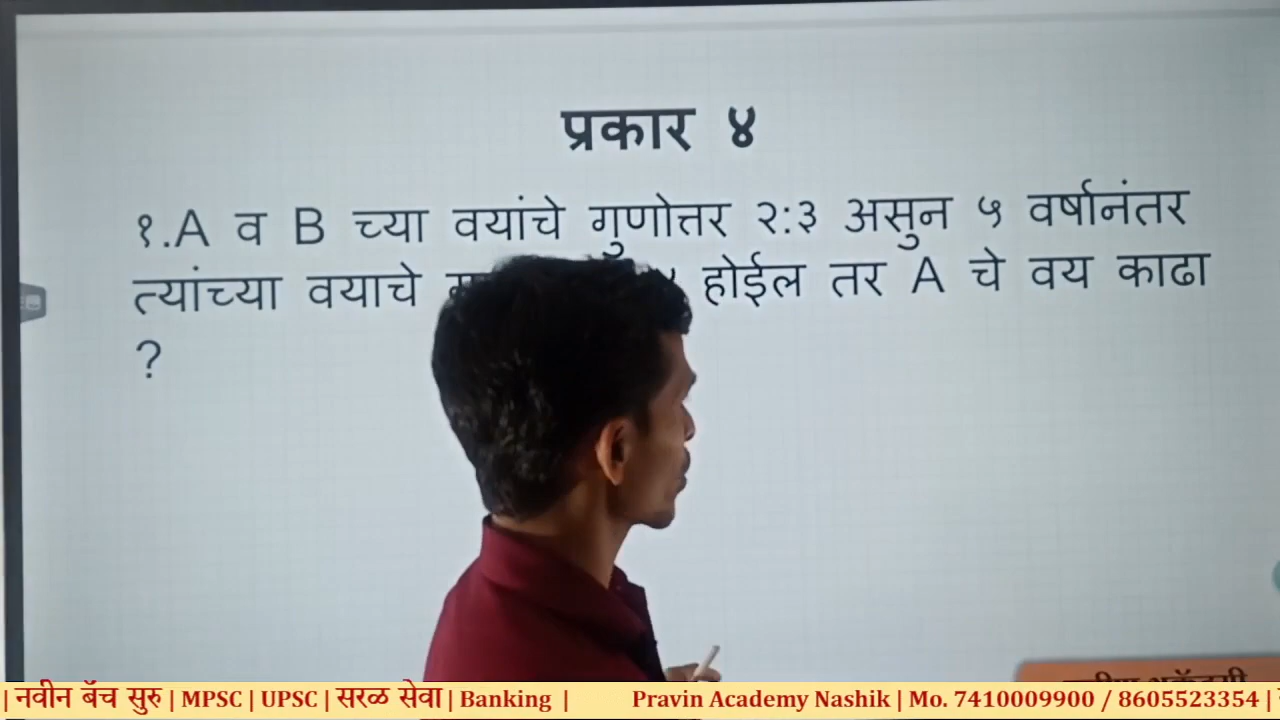 प्रकार ४
१.A व B च्या वयांचे गुणोत्तर २:३ असुन ५ वर्षानंतर
त्यांच्या वयाचे होईल तर A चे वय काढा
?
| नवीन बॅच सुरु | MPSC | UPSC | सरळ सेवा | Banking | Pravin Academy Nashik | Mo. 7410009900 / 8605523354 |